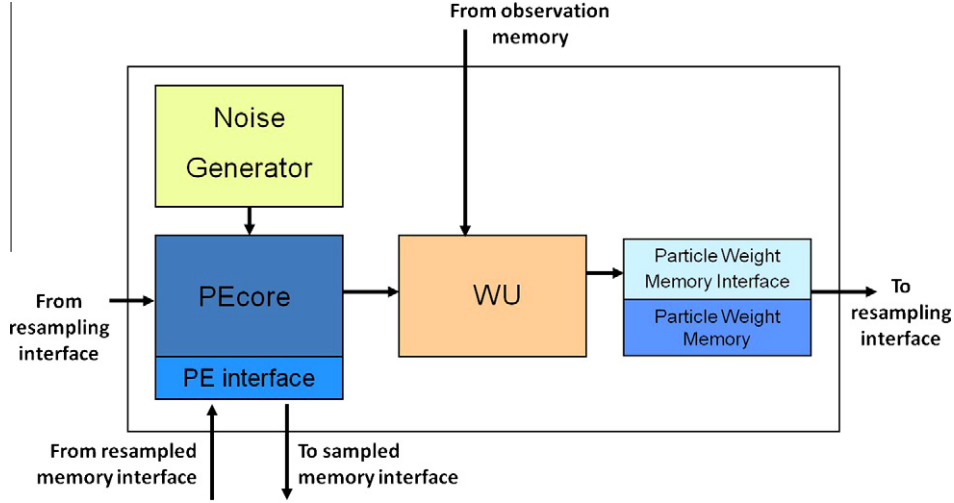 From observation
memory
Noise
Generator
PEcore
PE interface
WU
Particle Weight
Memory Interface
Particle Weight
Memory
From
resampling
interface
To
resampling
interface
From resampled
memory interface
To sampled
memory interface